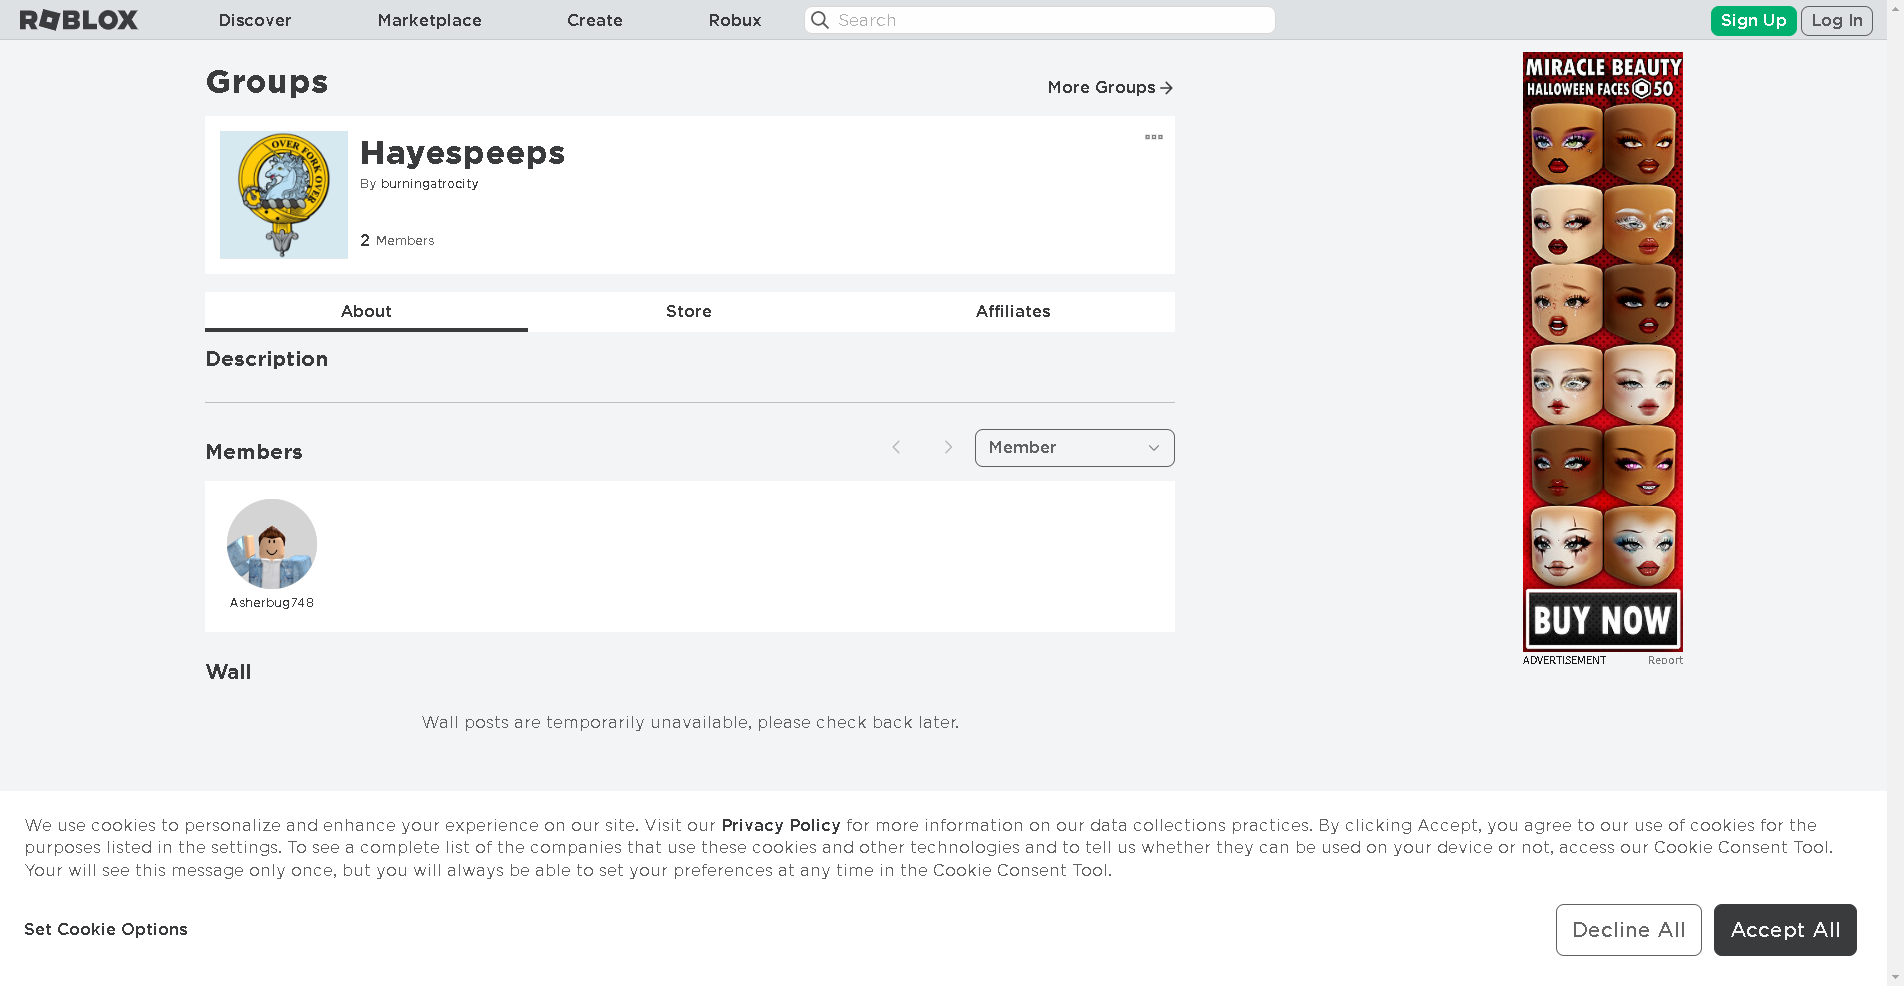 ROBLOX
Discover
Marketplace
Create
Robux
Search
Sign Up
Log In
Groups
More Groups
OVER FORK OVER
Hayespeeps
By burningatrocity
2 Members
About
Store
Affiliates
Description
Members
Member
Asherbug748
Wall
Wall posts are temporarily unavailable, please check back later.
MIRACLE BEAUTY
HALLOWEEN FACES 50
BUY NOW
ADVERTISEMENT
Report
We use cookies to personalize and enhance your experience on our site. Visit our Privacy Policy for more information on our data collections practices. By clicking Accept, you agree to our use of cookies for the
purposes listed in the settings. To see a complete list of the companies that use these cookies and other technologies and to tell us whether they can be used on your device or not, access our Cookie Consent Tool.
Your will see this message only once, but you will always be able to set your preferences at any time in the Cookie Consent Tool.
Set Cookie Options
Decline All
Accept All